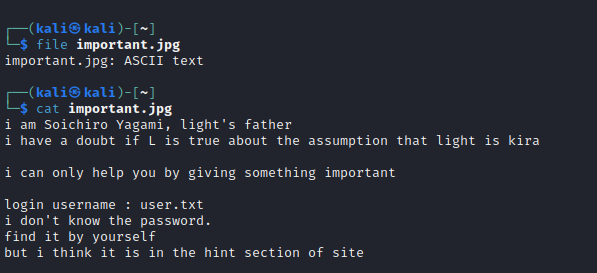 ┌──(kali㉿kali)-[~]
└─$ file important.jpg
important.jpg: ASCII text
┌──(kali㉿kali)-[~]
└─$ cat important.jpg
i am Soichiro Yagami, light's father
i have a doubt if L is true about the assumption that light is kira
i can only help you by giving something important
login username : user.txt
i don't know the password.
find it by yourself
but i think it is in the hint section of site